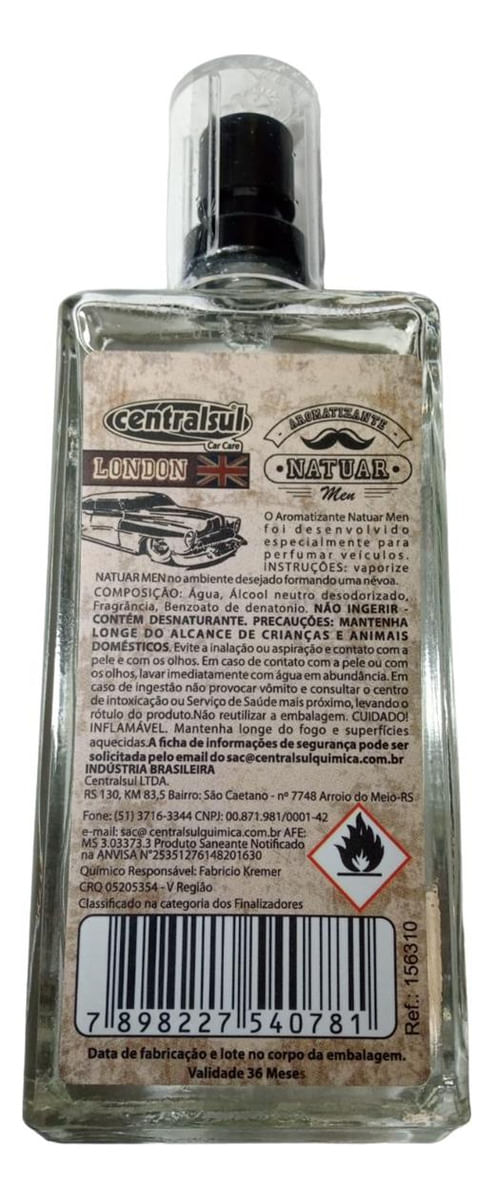 centralsul
Car Care
LONDON
AROMATIZANTE
NATUAR
Men
O Aromatizante Natuar Men
foi desenvolvido
especialmente para
perfumar veículos.
INSTRUÇÕES: vaporize
NATUAR MEN no ambiente desejado formando uma névoa.
COMPOSIÇÃO: Água, Álcool neutro desodorizado,
Fragrância, Benzoato de denatonio. NÃO INGERIR -
CONTÉM DESNATURANTE. PRECAUÇÕES: MANTENHA
LONGE DO ALCANCE DE CRIANÇAS E ANIMAIS
DOMÉSTICOS. Evite a inalação ou aspiração e contato com a
pele e com os olhos. Em caso de contato com a pele ou com
os olhos, lavar imediatamente com água em abundância. Em
caso de ingestão não provocar vômito e consultar o centro
de intoxicação ou Serviço de Saúde mais próximo, levando o
rótulo do produto.Não reutilizar a embalagem. CUIDADO!
INFLAMÁVEL. Mantenha longe do fogo e superfícies
aquecidas.A ficha de informações de segurança pode ser
solicitada pelo email do sac@centralsulquimica.com.br
INDÚSTRIA BRASILEIRA
Centralsul LTDA.
RS 130, KM 83,5 Bairro: São Caetano - nº 7748 Arroio do Meio-RS
Fone: (51) 3716-3344 CNPJ: 00.871.981/0001-42
e-mail: sac@ centralsulquimica.com.br AFE:
MS 3.03373.3 Produto Saneante Notificado
na ANVISA N°25351276148201630
Químico Responsável: Fabricio Kremer
CRQ 05205354 - V Região
Classificado na categoria dos Finalizadores
7 898227 540781
Ref.: 156310
Data de fabricação e lote no corpo da embalagem.
Validade 36 Meses